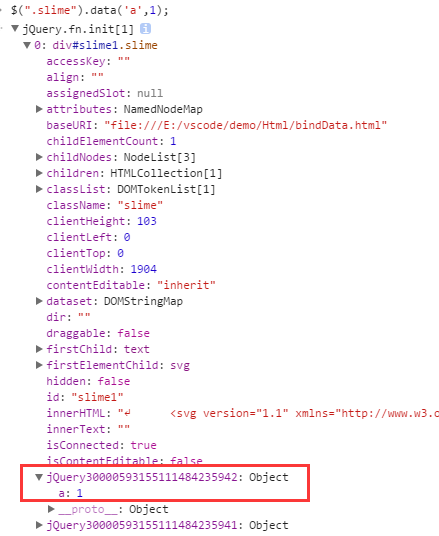 $(".slime").data('a',1);
jQuery.fn.init[1] i
0: div#slime1.slime
accessKey: ""
align: ""
assignedSlot: null
attributes: NamedNodeMap
baseURI: "file:///E:/vscode/demo/Html/bindData.html"
childElementCount: 1
childNodes: NodeList[3]
children: HTMLCollection[1]
classList: DOMTokenList[1]
className: "slime"
clientHeight: 103
clientLeft: 0
clientTop: 0
clientWidth: 1904
contentEditable: "inherit"
dataset: DOMStringMap
dir: ""
draggable: false
firstChild: text
firstElementChild: svg
hidden: false
id: "slime1"
innerHTML: "↲ <svg version="1.1" xmlns="http://www.w3.o
innerText: ""
isConnected: true
isContentEditable: false
jQuery30000593155111484235942: Object
a: 1
__proto__: Object
jQuery30000593155111484235941: Object